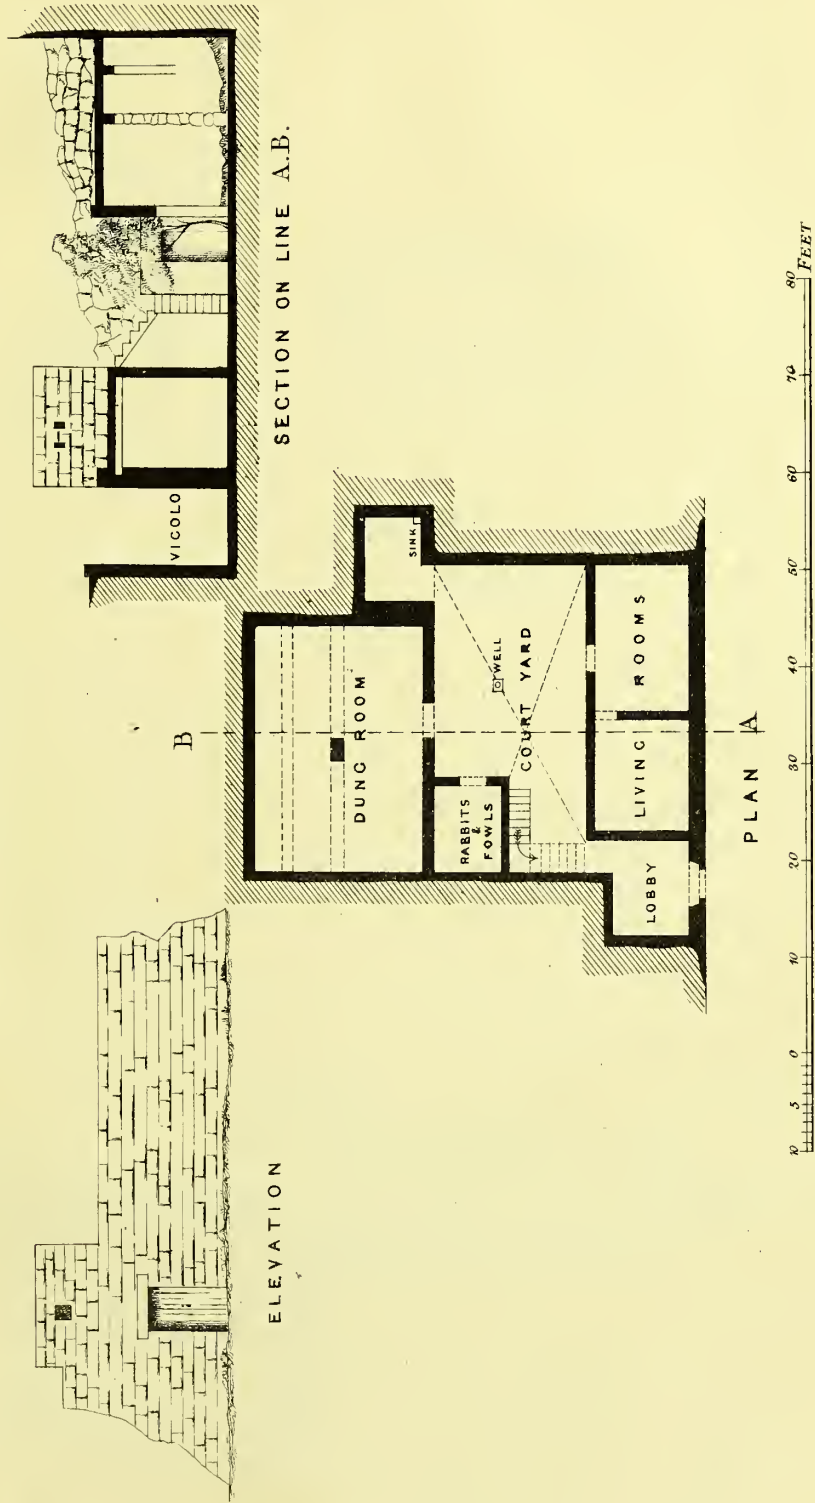 ELEVATION
VICOLO
SECTION ON LINE A.B.
B
DUNG ROOM
SINK
WELL
COURT YARD
RABBITS
&
FOWLS
LIVING ROOMS
LOBBY
A
PLAN
10 5 0 10 20 30 40 50 60 70 80 FEET